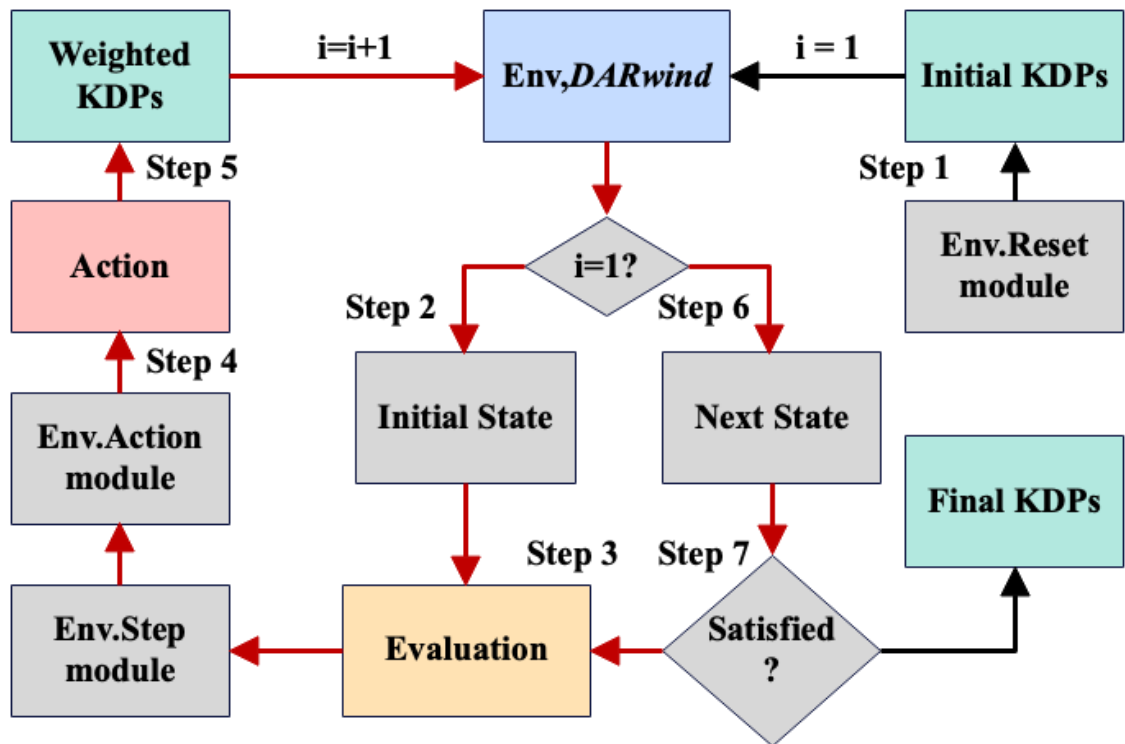 Weighted
KDPs
i=i+1
Env,DARwind
i = 1
Initial KDPs
Step 5
Step 1
Action
i=1?
Env.Reset
module
Step 2
Step 6
Step 4
Initial State
Next State
Env.Action
module
Final KDPs
Step 3
Step 7
Env.Step
module
Evaluation
Satisfied
?